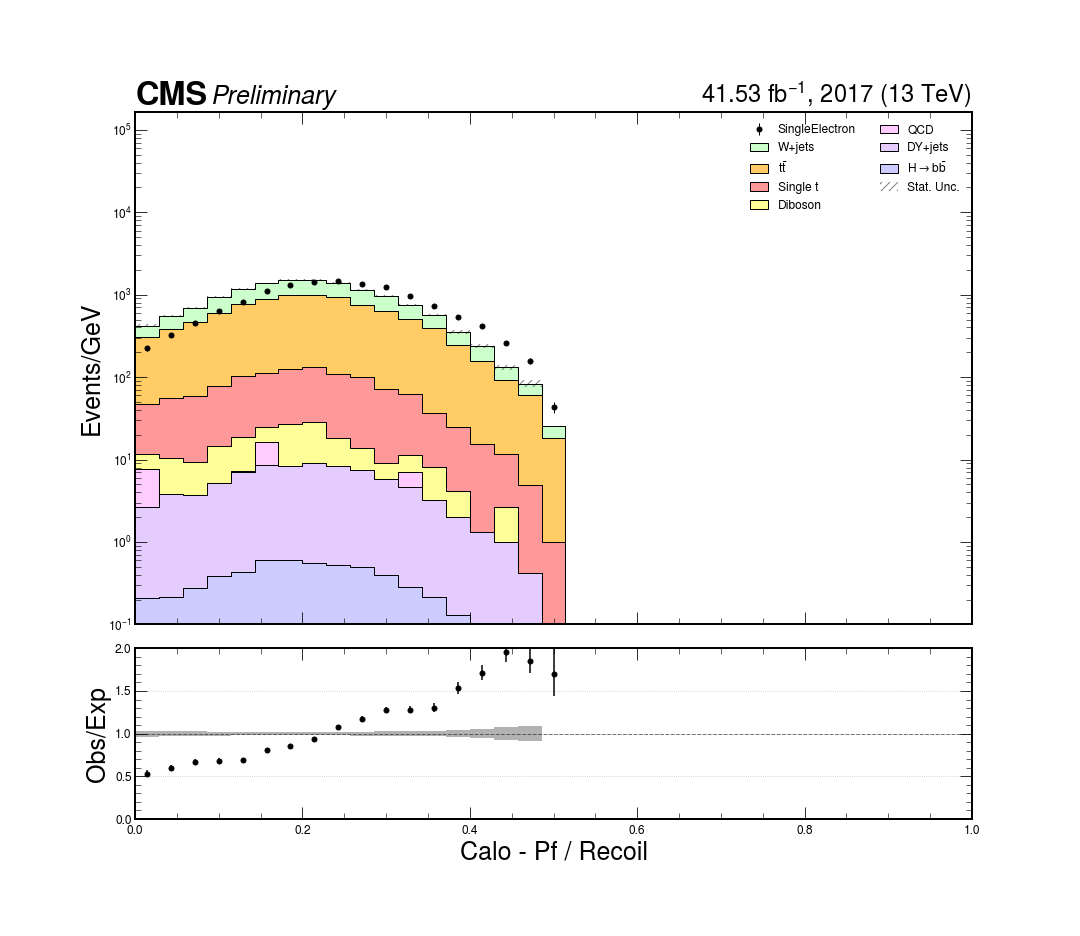 CMS Preliminary
41.53 fb⁻¹, 2017 (13 TeV)
SingleElectron
W+jets
tt̄
Single t
Diboson
QCD
DY+jets
H→bb̄
Stat. Unc.
Events/GeV
10⁵
10⁴
10³
10²
10¹
10⁰
10⁻¹
Obs/Exp
2.0
1.5
1.0
0.5
0.0
0.0 0.2 0.4 0.6 0.8 1.0
Calo - Pf / Recoil